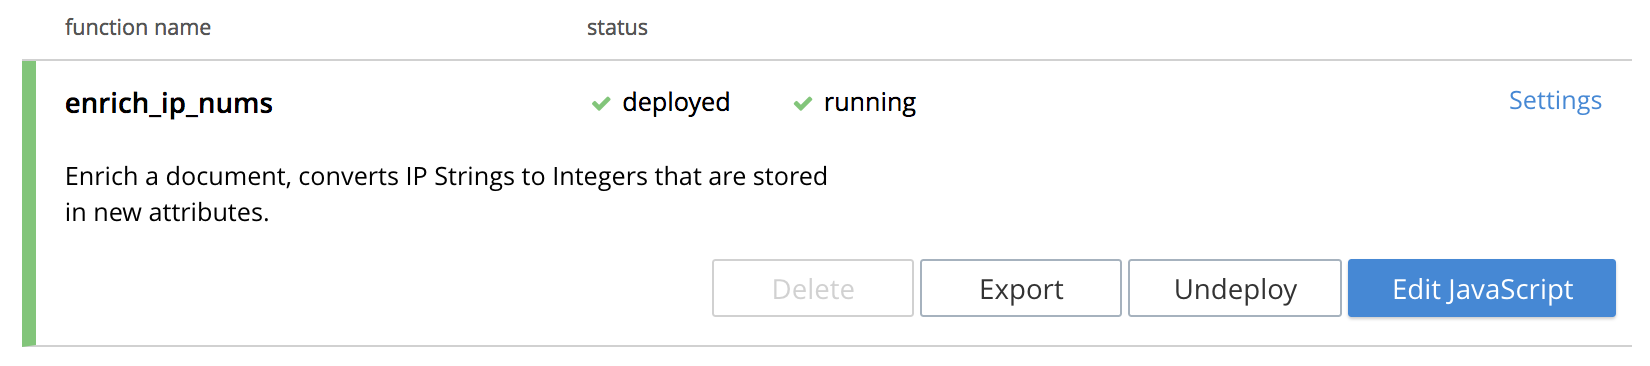 function name status
enrich_ip_nums deployed running Settings
Enrich a document, converts IP Strings to Integers that are stored
in new attributes.
Delete Export Undeploy Edit JavaScript